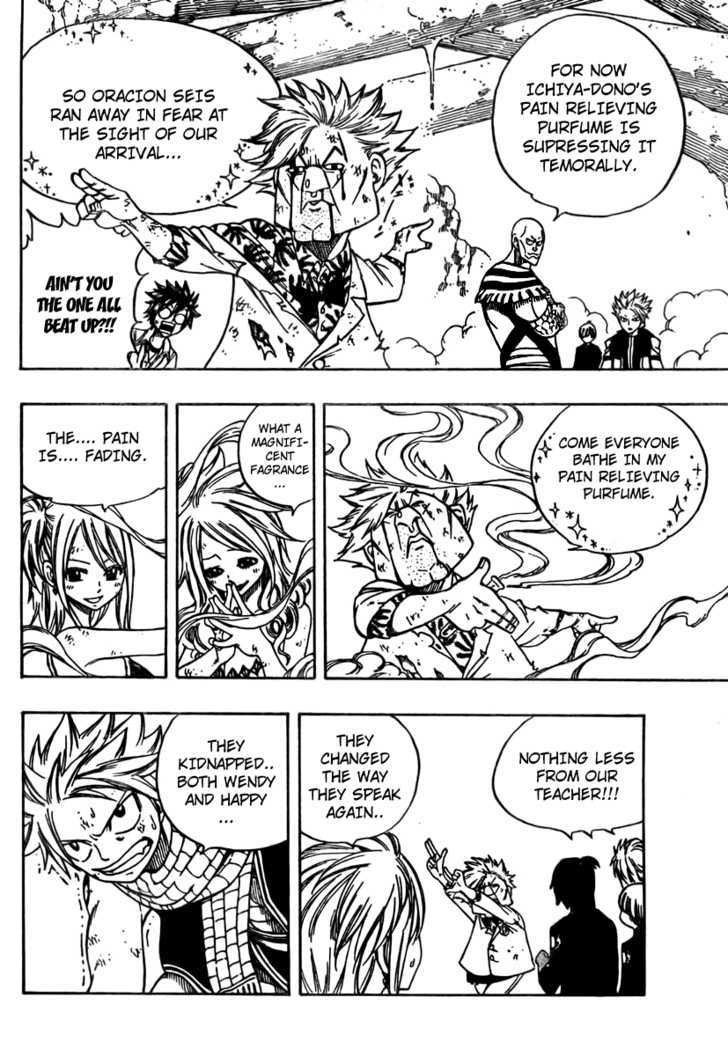 FOR NOW
ICHIYA-DONO'S
PAIN RELIEVING
PURFUME IS
SUPRESSING IT
TEMORALLY.
SO ORACION SEIS
RAN AWAY IN FEAR AT
THE SIGHT OF OUR
ARRIVAL...
AIN'T YOU
THE ONE ALL
BEAT UP?!!
COME EVERYONE
BATHE IN MY
PAIN RELIEVING
PURFUME.
WHAT A
MAGNIFI-
CENT
FAGRANCE
...
THE.... PAIN
IS.... FADING.
NOTHING LESS
FROM OUR
TEACHER!!!
THEY
CHANGED
THE WAY
THEY SPEAK
AGAIN..
THEY
KIDNAPPED..
BOTH WENDY
AND HAPPY
...